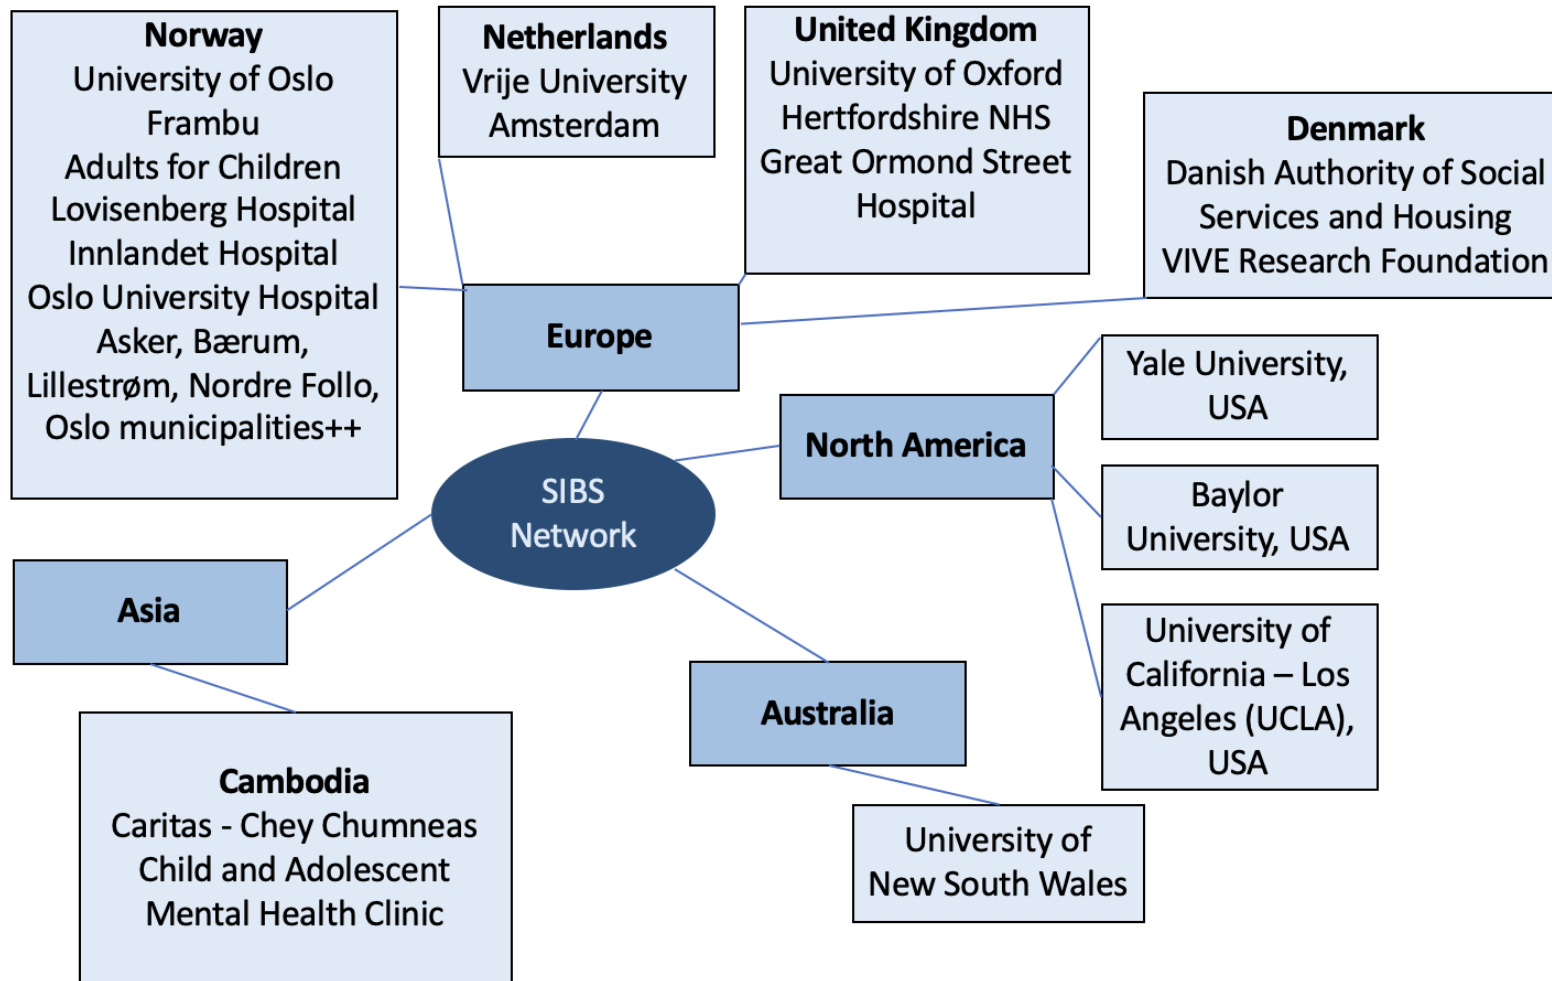 Norway
University of Oslo
Frambu
Adults for Children
Lovisenberg Hospital
Innlandet Hospital
Oslo University Hospital
Asker, Bærum,
Lillestrøm, Nordre Follo,
Oslo municipalities++
Netherlands
Vrije University
Amsterdam
United Kingdom
University of Oxford
Hertfordshire NHS
Great Ormond Street
Hospital
Denmark
Danish Authority of Social
Services and Housing
VIVE Research Foundation
Europe
North America
Yale University,
USA
Baylor
University, USA
University of
California – Los
Angeles (UCLA),
USA
SIBS
Network
Asia
Cambodia
Caritas - Chey Chumneas
Child and Adolescent
Mental Health Clinic
Australia
University of
New South Wales